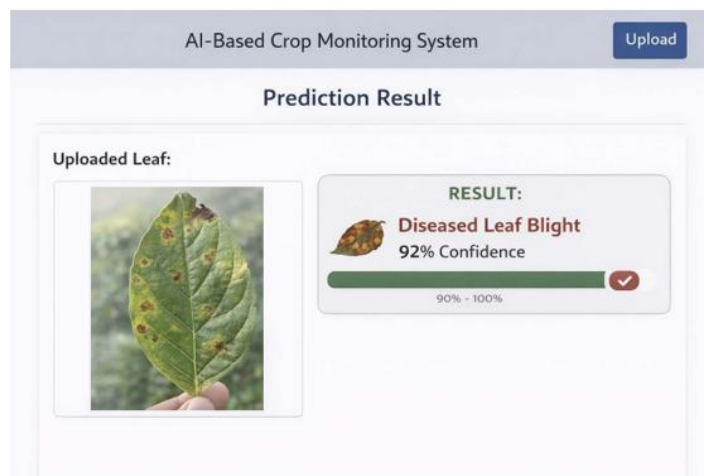 AI-Based Crop Monitoring System
Upload
Prediction Result
Uploaded Leaf:
RESULT:
Diseased Leaf Blight
92% Confidence
90% - 100%